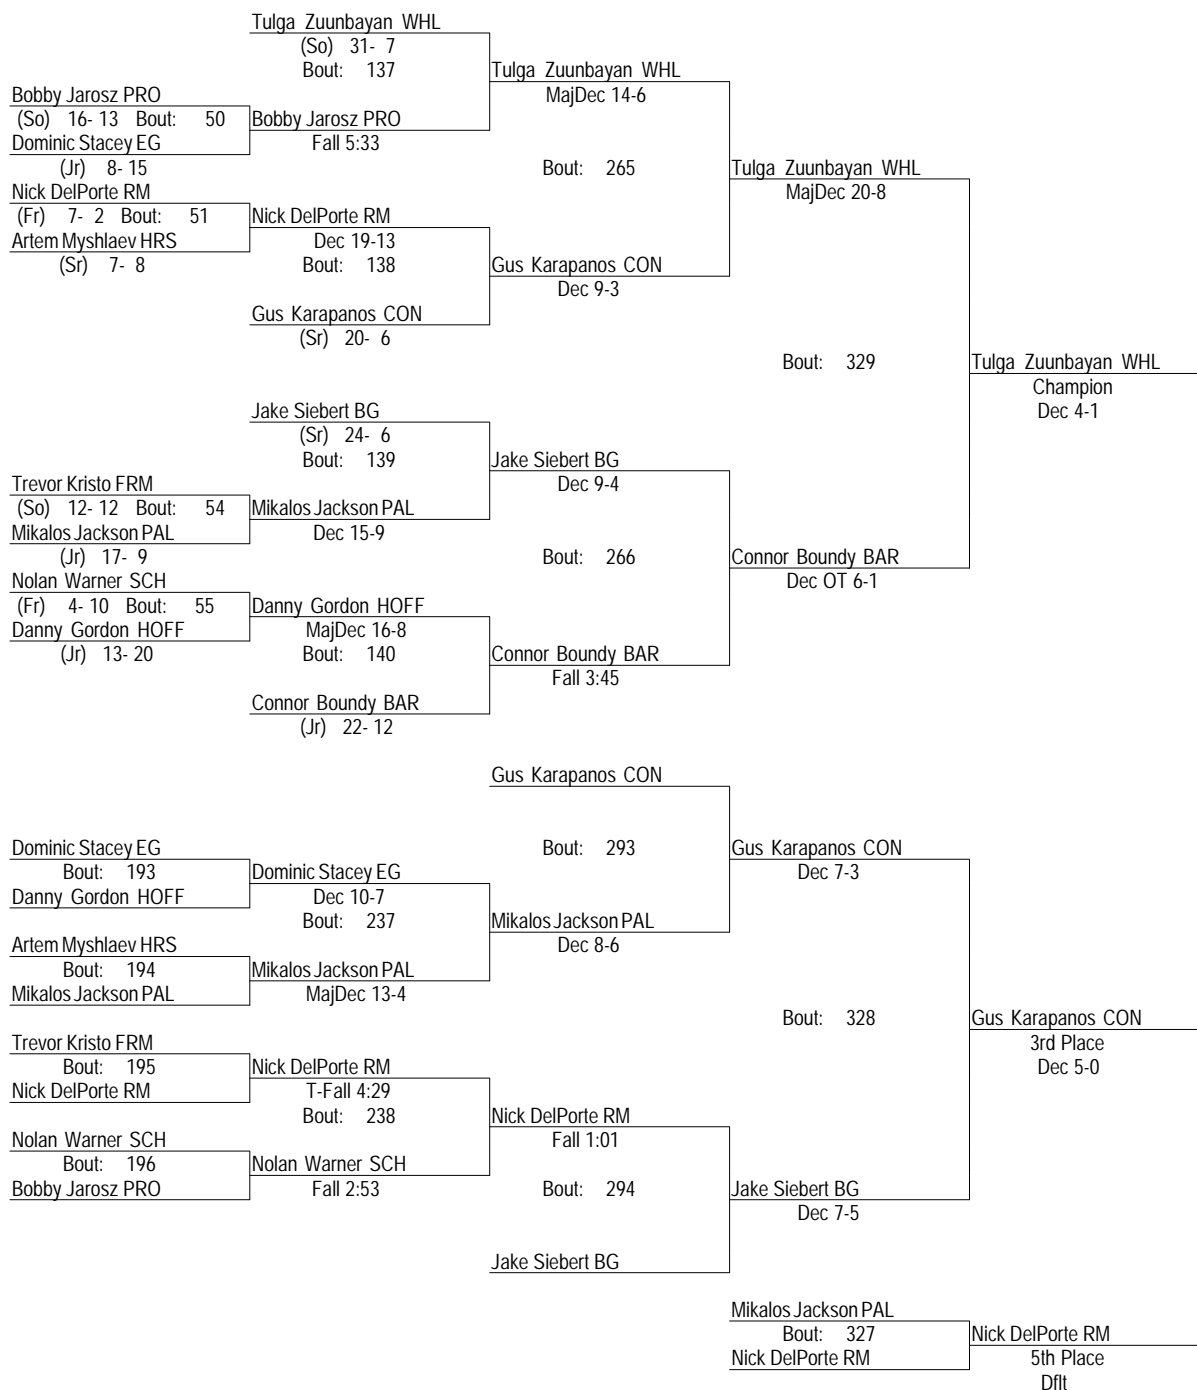 Tulga Zuunbayan WHL
(So) 31- 7
Bout: 137
Tulga Zuunbayan WHL
MajDec 14-6
Bobby Jarosz PRO
(So) 16- 13 Bout: 50
Bobby Jarosz PRO
Fall 5:33
Dominic Stacey EG
(Jr) 8- 15
Bout: 265
Tulga Zuunbayan WHL
MajDec 20-8
Nick DelPorte RM
(Fr) 7- 2 Bout: 51
Nick DelPorte RM
Dec 19-13
Artem Myshlaev HRS
(Sr) 7- 8
Bout: 138
Gus Karapanos CON
Dec 9-3
Gus Karapanos CON
(Sr) 20- 6
Bout: 329
Tulga Zuunbayan WHL
Champion
Dec 4-1
Jake Siebert BG
(Sr) 24- 6
Bout: 139
Jake Siebert BG
Dec 9-4
Trevor Kristo FRM
(So) 12- 12 Bout: 54
Mikalos Jackson PAL
Dec 15-9
Mikalos Jackson PAL
(Jr) 17- 9
Bout: 266
Connor Boundy BAR
Dec OT 6-1
Nolan Warner SCH
(Fr) 4- 10 Bout: 55
Danny Gordon HOFF
MajDec 16-8
Danny Gordon HOFF
(Jr) 13- 20
Bout: 140
Connor Boundy BAR
Fall 3:45
Connor Boundy BAR
(Jr) 22- 12
Gus Karapanos CON
Bout: 293
Gus Karapanos CON
Dec 7-3
Dominic Stacey EG
Bout: 193
Dominic Stacey EG
Dec 10-7
Danny Gordon HOFF
Bout: 237
Mikalos Jackson PAL
Dec 8-6
Artem Myshlaev HRS
Bout: 194
Mikalos Jackson PAL
MajDec 13-4
Mikalos Jackson PAL
Bout: 328
Gus Karapanos CON
3rd Place
Dec 5-0
Trevor Kristo FRM
Bout: 195
Nick DelPorte RM
T-Fall 4:29
Nick DelPorte RM
Bout: 238
Nick DelPorte RM
Fall 1:01
Nolan Warner SCH
Bout: 196
Nolan Warner SCH
Fall 2:53
Bobby Jarosz PRO
Bout: 294
Jake Siebert BG
Dec 7-5
Jake Siebert BG
Mikalos Jackson PAL
Bout: 327
Nick DelPorte RM
5th Place
Dflt
Nick DelPorte RM